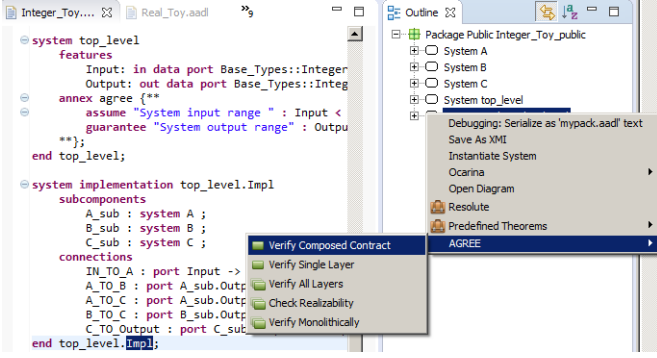 Integer_Toy....
Real_Toy.aadl
»9
system top_level
features
Input: in data port Base_Types::Integer
Output: out data port Base_Types::Integ
annex agree {**
assume "System input range " : Input <
guarantee "System output range" : Outpu
**};
end top_level;
system implementation top_level.Impl
subcomponents
A_sub : system A ;
B_sub : system B ;
C_sub : system C ;
connections
IN_TO_A : port Input ->
A_TO_B : port A_sub.Outp
A_TO_C : port A_sub.Outp
B_TO_C : port B_sub.Outp
C_TO_Output : port C_sub
end top_level.Impl;
Outline
Package Public Integer_Toy_public
System A
System B
System C
System top_level
Debugging: Serialize as 'mypack.aadl' text
Save As XMI
Instantiate System
Ocarina
Open Diagram
Resolute
Predefined Theorems
AGREE
Verify Composed Contract
Verify Single Layer
Verify All Layers
Check Realizability
Verify Monolithically